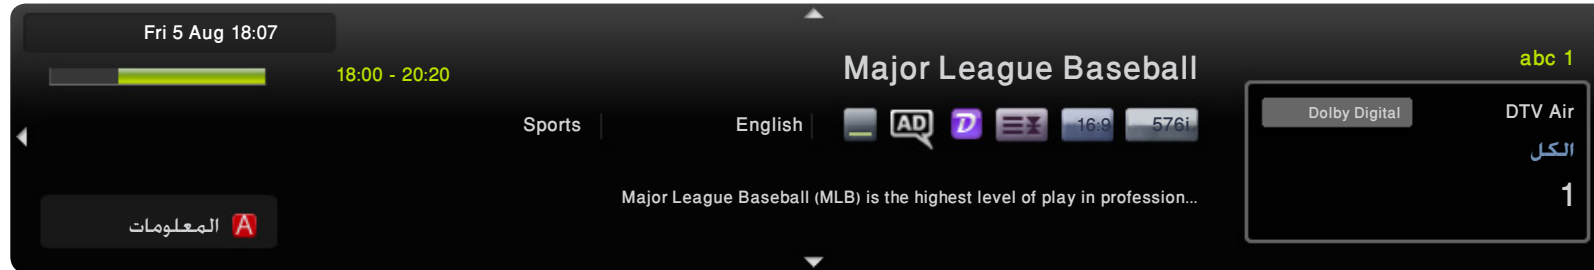 Fri 5 Aug 18:07
18:00 - 20:20
Major League Baseball
abc 1
Sports
English
AD
D
16:9
576i
Dolby Digital
DTV Air
الكل
1
Major League Baseball (MLB) is the highest level of play in profession...
A المعلومات